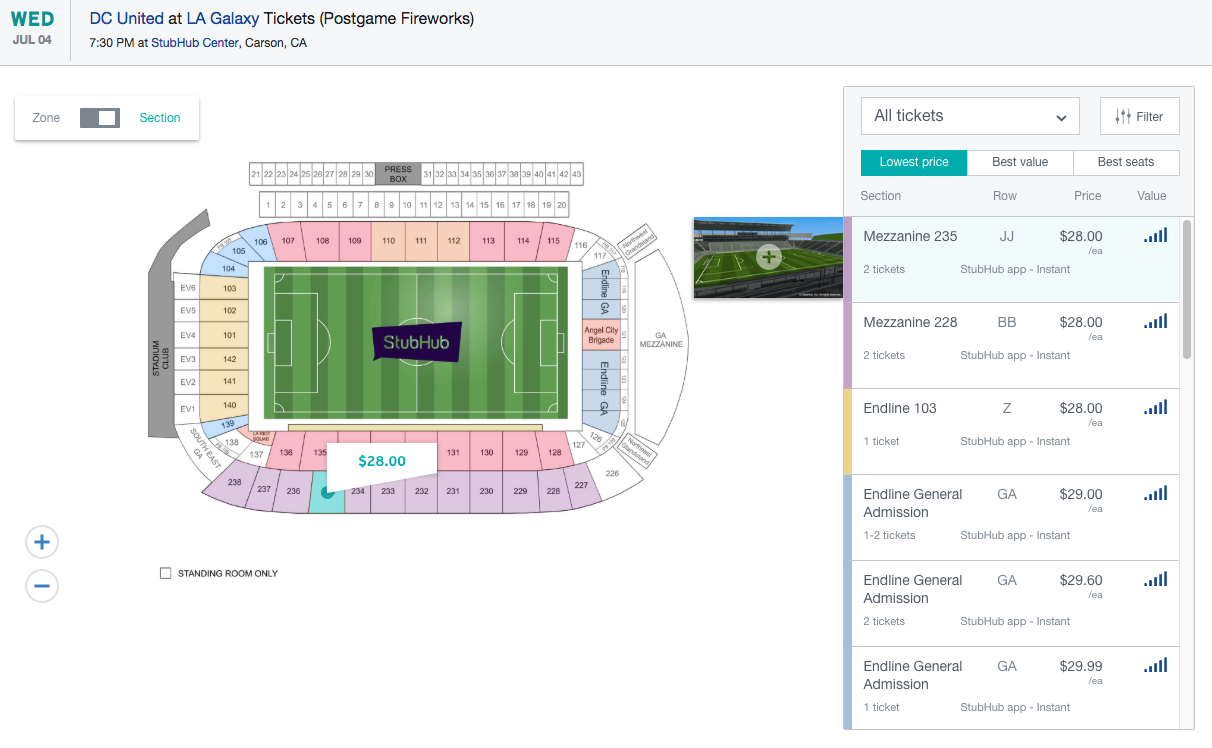 WED
JUL 04
DC United at LA Galaxy Tickets (Postgame Fireworks)
7:30 PM at StubHub Center, Carson, CA
Zone
Section
21 22 23 24 25 26 27 28 29 30
PRESS
BOX
31 32 33 34 35 36 37 38 39 40 41 42 43
1 2 3 4 5 6 7 8 9 10 11 12 13 14 15 16 17 18 19 20
104
105
106
107
108
109
110
111
112
113
114
115
116
117
Northwest
Grandstand
EV6
EV5
EV4
EV3
EV2
EV1
103
102
101
142
141
140
139
138
137
STADIUM
CLUB
SOUTH EAST
GA
LA RIOT
SQUAD
StubHub
Endline GA
Angel City
Brigade
Endline GA
GA
MEZZANINE
136
135
131
130
129
128
127
126
Northwest
Grandstand
$28.00
238
237
236
234
233
232
231
230
229
228
227
226
STANDING ROOM ONLY
All tickets
Filter
Lowest price
Best value
Best seats
Section Row Price Value
Mezzanine 235 JJ $28.00
/ea
2 tickets StubHub app - Instant
Mezzanine 228 BB $28.00
/ea
2 tickets StubHub app - Instant
Endline 103 Z $28.00
/ea
1 ticket StubHub app - Instant
Endline General GA $29.00
Admission /ea
1-2 tickets StubHub app - Instant
Endline General GA $29.60
Admission /ea
2 tickets StubHub app - Instant
Endline General GA $29.99
Admission /ea
1 ticket StubHub app - Instant